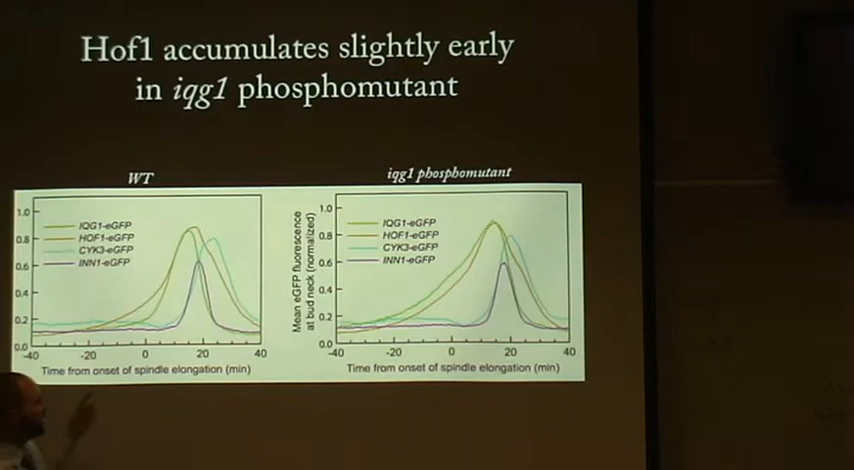 Hof1 accumulates slightly early
in iqg1 phosphomutant
WT
1.0
0.8
0.6
0.4
0.2
0.0
IQG1-eGFP
HOF1-eGFP
CYK3-eGFP
INN1-eGFP
-40
-20
0
20
40
Time from onset of spindle elongation (min)
iqg1 phosphomutant
Mean eGFP fluorescence
at bud neck (normalized)
1.0
0.8
0.6
0.4
0.2
0.0
IQG1-eGFP
HOF1-eGFP
CYK3-eGFP
INN1-eGFP
-40
-20
0
20
40
Time from onset of spindle elongation (min)